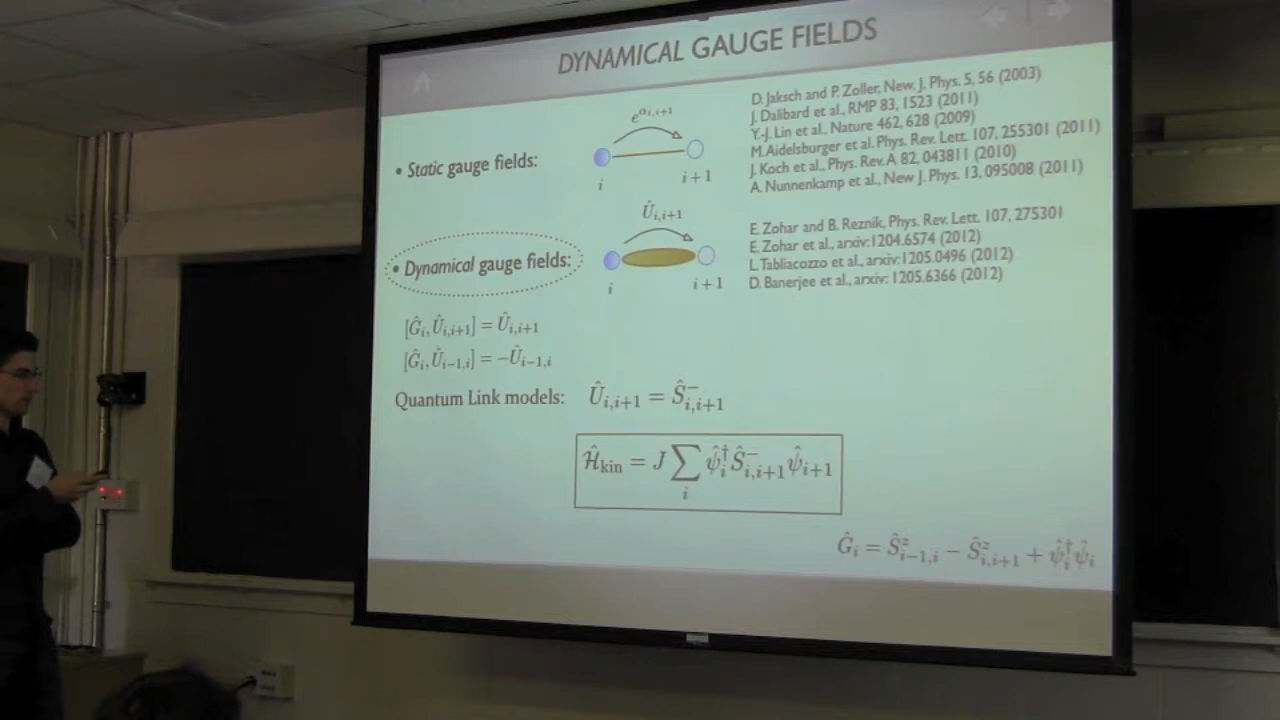 DYNAMICAL GAUGE FIELDS
• Static gauge fields:
e^{α_{i,i+1}}
i
i + 1
D. Jaksch and P. Zoller, New. J. Phys. 5, 56 (2003)
J. Dalibard et al., RMP 83, 1523 (2011)
Y.-J. Lin et al., Nature 462, 628 (2009)
M. Aidelsburger et al. Phys. Rev. Lett. 107, 255301 (2011)
J. Koch et al., Phys. Rev. A 82, 043811 (2010)
A. Nunnenkamp et al., New J. Phys. 13, 095008 (2011)
• Dynamical gauge fields:
Û_{i,i+1}
i
i + 1
E. Zohar and B. Reznik, Phys. Rev. Lett. 107, 275301
E. Zohar et al., arxiv:1204.6574 (2012)
L. Tabliacozzo et al., arxiv:1205.0496 (2012)
D. Banerjee et al., arxiv: 1205.6366 (2012)
[Ĝ_i, Û_{i,i+1}] = Û_{i,i+1}
[Ĝ_i, Û_{i-1,i}] = -Û_{i-1,i}
Quantum Link models: Û_{i,i+1} = Ŝ^-_{i,i+1}
Ĥ_kin = J ∑_i ψ̂_i^† Ŝ^-_{i,i+1} ψ̂_{i+1}
Ĝ_i = Ŝ^z_{i-1,i} - Ŝ^z_{i,i+1} + ψ̂_i^† ψ̂_i